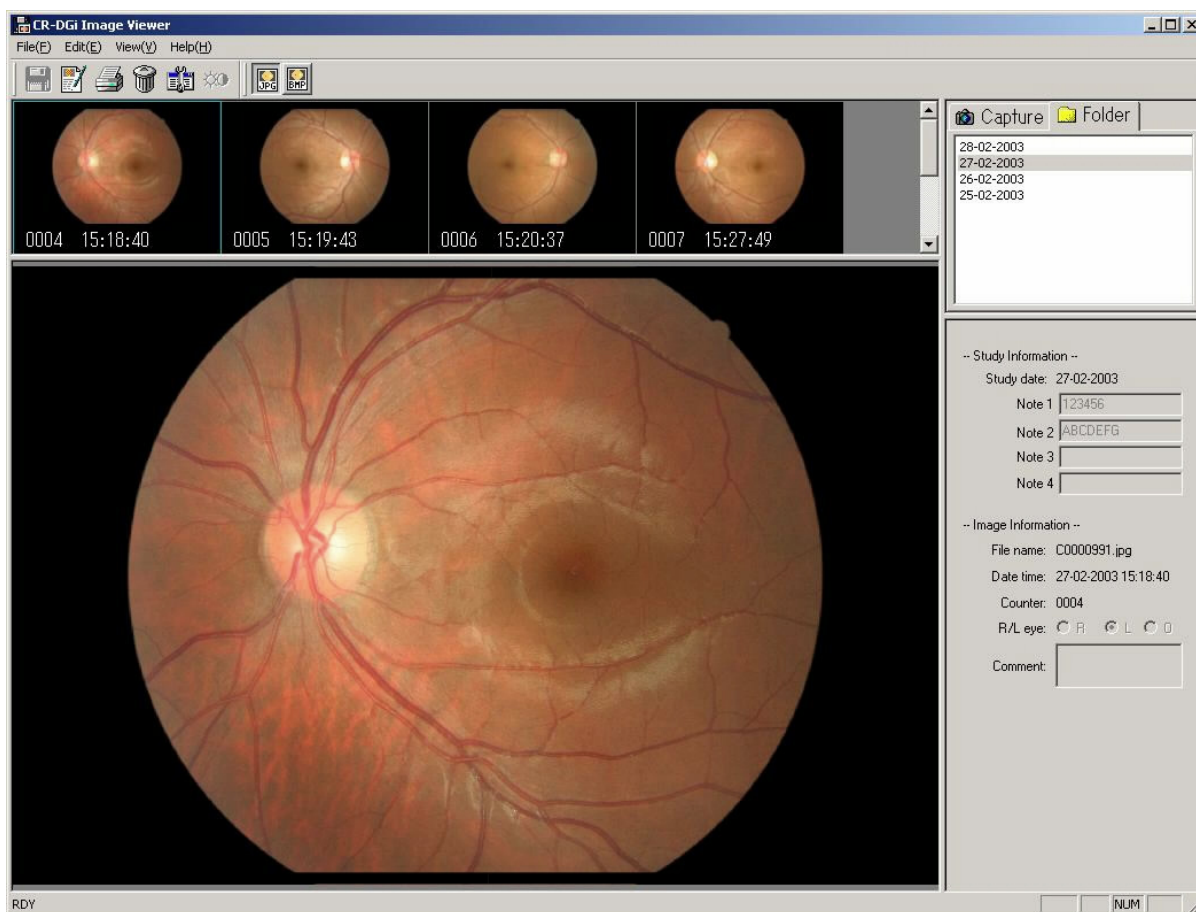 CR-DGi Image Viewer
File(F) Edit(E) View(V) Help(H)
JPG BMP
0004 15:18:40
0005 15:19:43
0006 15:20:37
0007 15:27:49
Capture Folder
28-02-2003
27-02-2003
26-02-2003
25-02-2003
-- Study Information --
Study date: 27-02-2003
Note 1 123456
Note 2 ABCDEFG
Note 3
Note 4
-- Image Information --
File name: C0000991.jpg
Date time: 27-02-2003 15:18:40
Counter: 0004
R/L eye: R L O
Comment:
RDY NUM